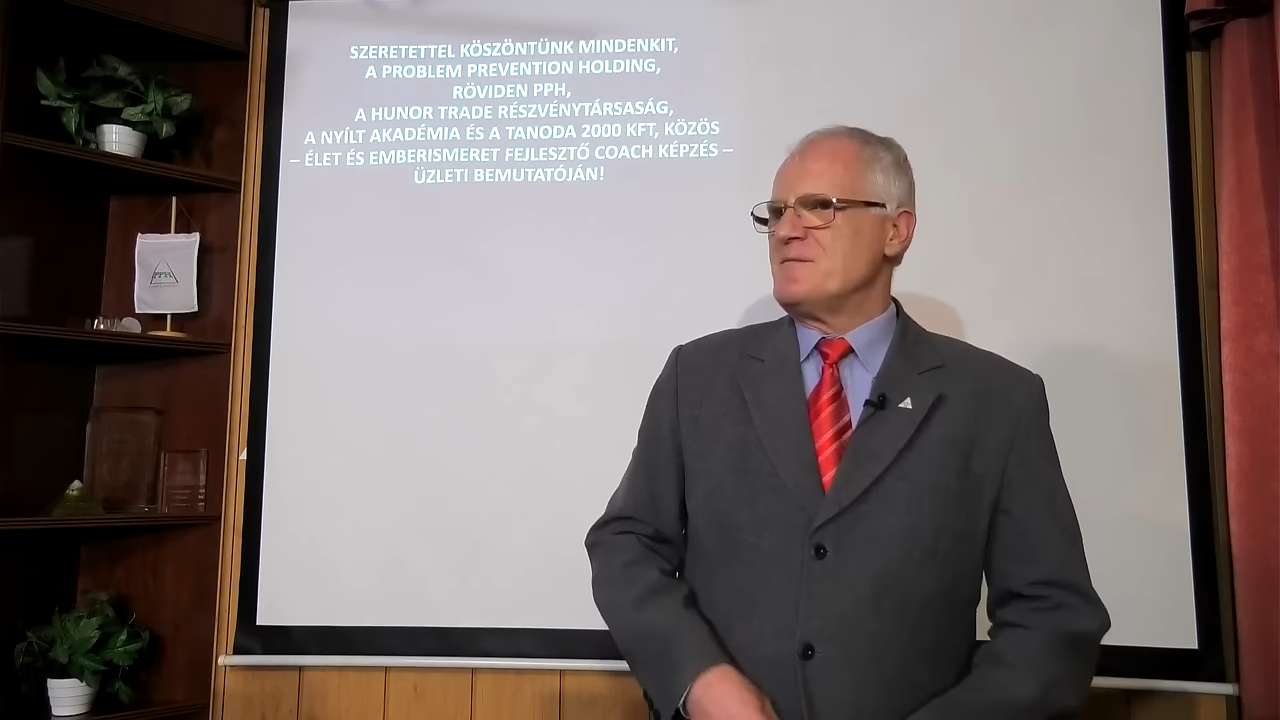 SZERETETTEL KÖSZÖNTÜNK MINDENKIT,
A PROBLEM PREVENTION HOLDING,
RÖVIDEN PPH,
A HUNOR TRADE RÉSZVÉNYTÁRSASÁG,
A NYÍLT AKADÉMIA ÉS A TANODA 2000 KFT, KÖZÖS
– ÉLET ÉS EMBERISMERET FEJLESZTŐ COACH KÉPZÉS –
ÜZLETI BEMUTATÓJÁN!
PPH